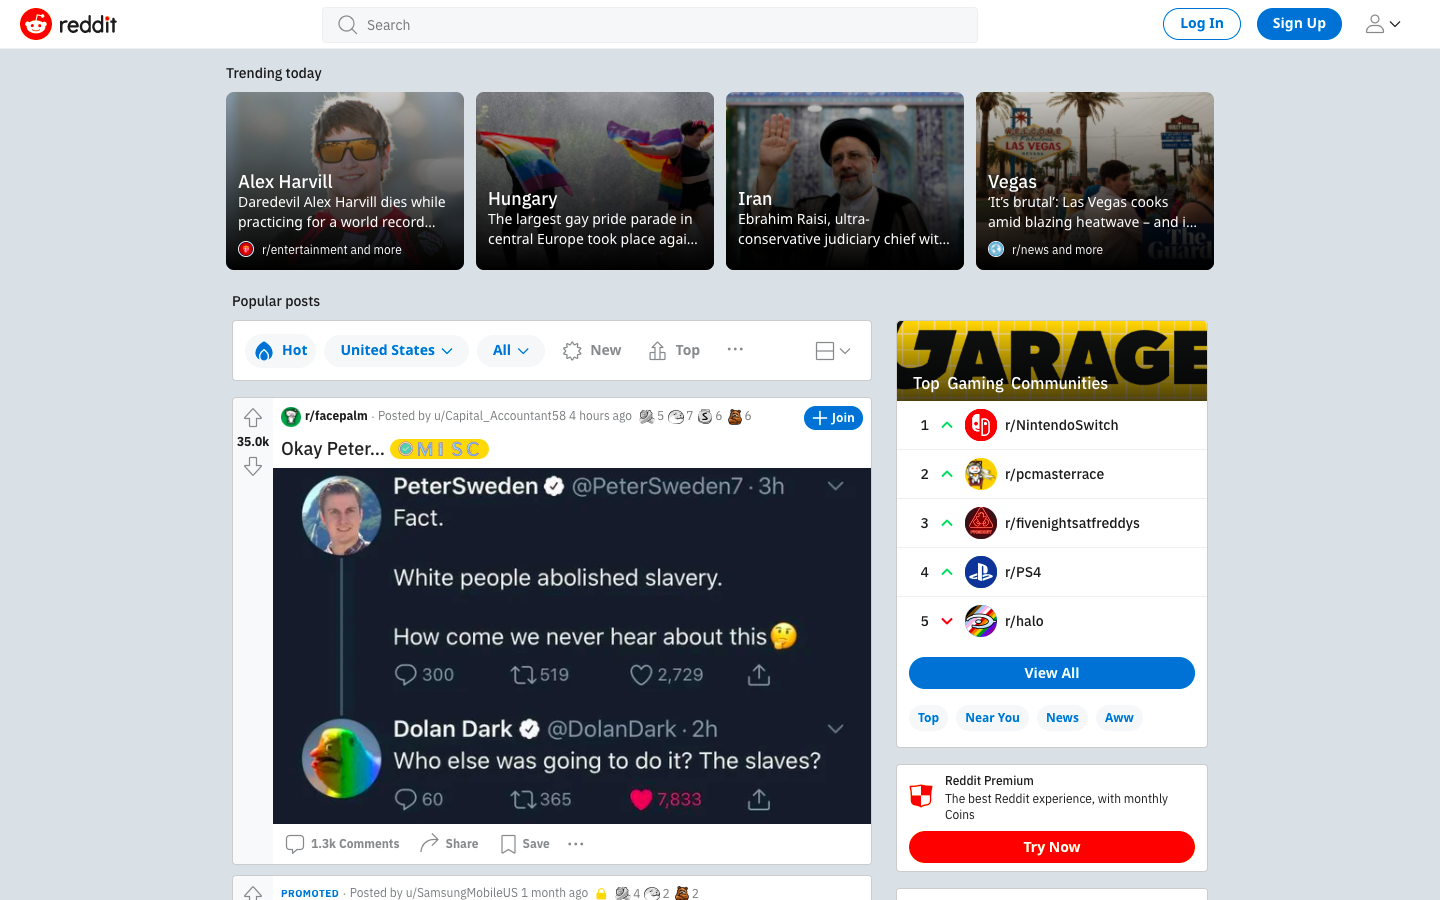 reddit
Search
Log In
Sign Up
Trending today
Alex Harvill
Daredevil Alex Harvill dies while
practicing for a world record...
r/entertainment and more
Hungary
The largest gay pride parade in
central Europe took place agai...
Iran
Ebrahim Raisi, ultra-
conservative judiciary chief wit...
WELCOME
LAS VEGAS
Vegas
'It's brutal': Las Vegas cooks
amid blazing heatwave – and i...
r/news and more
The
Guard
Popular posts
Hot
United States
All
New
Top
r/facepalm · Posted by u/Capital_Accountant58 4 hours ago 5 7 S 6 6
Join
35.0k
Okay Peter... MISC
PeterSweden @PeterSweden7 · 3h
Fact.
White people abolished slavery.
How come we never hear about this🤔
300 519 2,729
Dolan Dark @DolanDark · 2h
Who else was going to do it? The slaves?
60 365 7,833
1.3k Comments Share Save
PROMOTED · Posted by u/SamsungMobileUS 1 month ago 4 2 2
JARAGE
Top Gaming Communities
1 r/NintendoSwitch
2 r/pcmasterrace
3 r/fivenightsatfreddys
4 r/PS4
5 r/halo
View All
Top Near You News Aww
Reddit Premium
The best Reddit experience, with monthly
Coins
Try Now